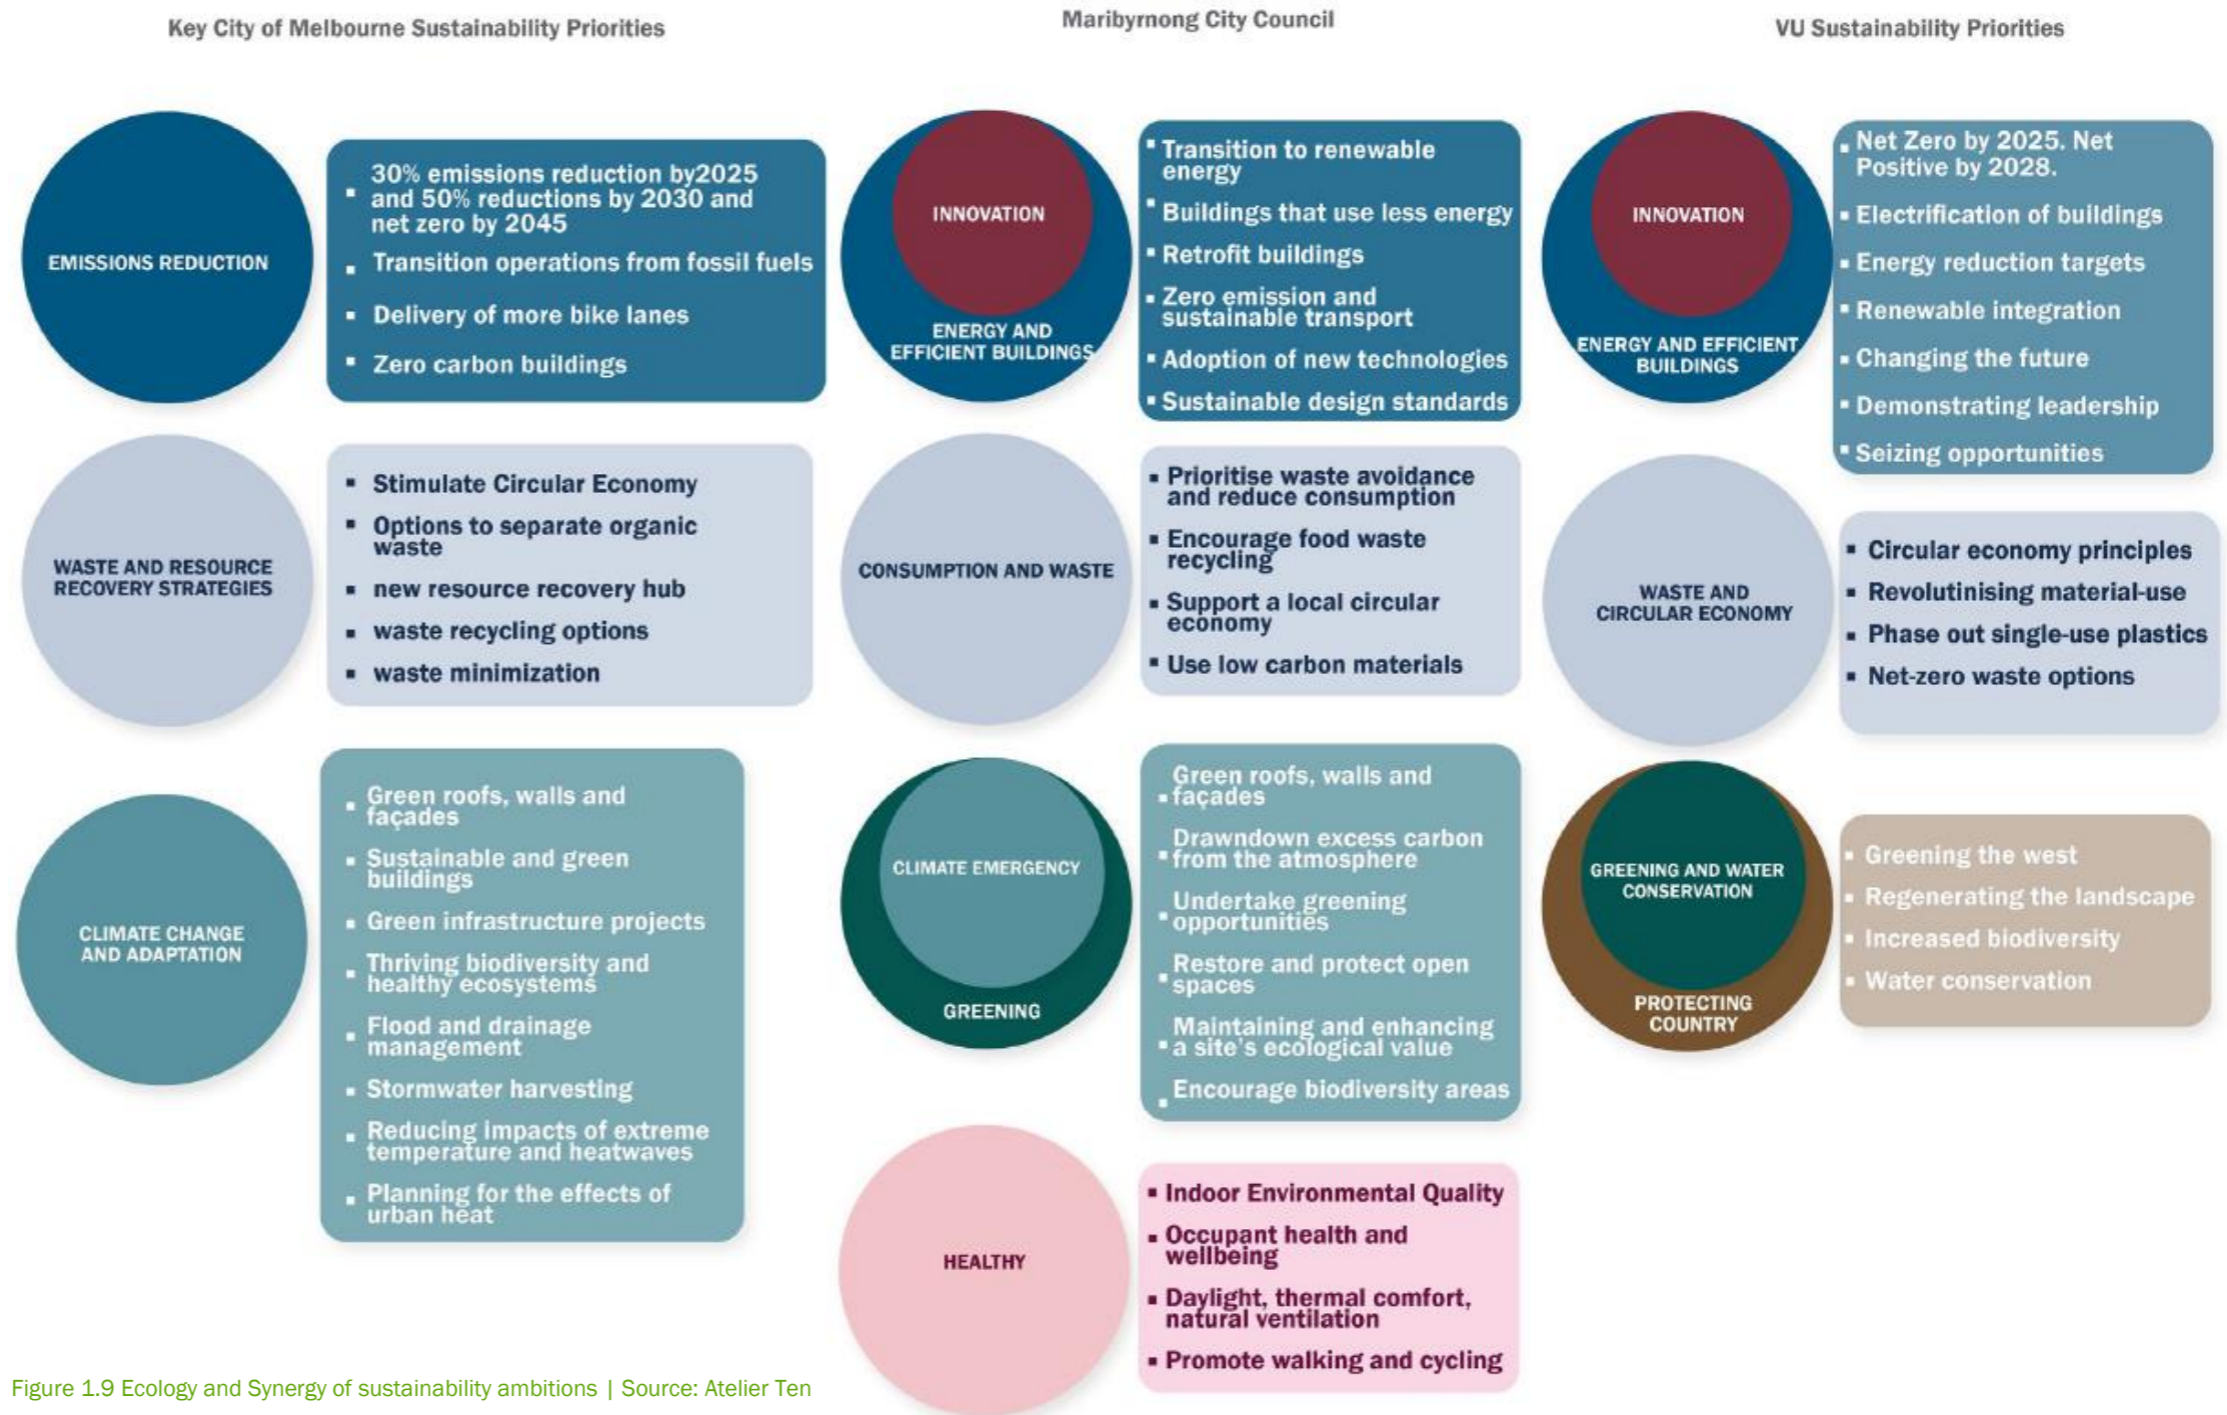 Key City of Melbourne Sustainability Priorities
EMISSIONS REDUCTION
30% emissions reduction by2025
and 50% reductions by 2030 and
net zero by 2045
Transition operations from fossil fuels
Delivery of more bike lanes
Zero carbon buildings
WASTE AND RESOURCE
RECOVERY STRATEGIES
Stimulate Circular Economy
Options to separate organic
waste
new resource recovery hub
waste recycling options
waste minimization
CLIMATE CHANGE
AND ADAPTATION
Green roofs, walls and
façades
Sustainable and green
buildings
Green infrastructure projects
Thriving biodiversity and
healthy ecosystems
Flood and drainage
management
Stormwater harvesting
Reducing impacts of extreme
temperature and heatwaves
Planning for the effects of
urban heat
Maribyrnong City Council
INNOVATION
ENERGY AND
EFFICIENT BUILDINGS
Transition to renewable
energy
Buildings that use less energy
Retrofit buildings
Zero emission and
sustainable transport
Adoption of new technologies
Sustainable design standards
CONSUMPTION AND WASTE
Prioritise waste avoidance
and reduce consumption
Encourage food waste
recycling
Support a local circular
economy
Use low carbon materials
CLIMATE EMERGENCY
GREENING
Green roofs, walls and
façades
Drawndown excess carbon
from the atmosphere
Undertake greening
opportunities
Restore and protect open
spaces
Maintaining and enhancing
a site's ecological value
Encourage biodiversity areas
HEALTHY
Indoor Environmental Quality
Occupant health and
wellbeing
Daylight, thermal comfort,
natural ventilation
Promote walking and cycling
VU Sustainability Priorities
INNOVATION
ENERGY AND EFFICIENT
BUILDINGS
Net Zero by 2025. Net
Positive by 2028.
Electrification of buildings
Energy reduction targets
Renewable integration
Changing the future
Demonstrating leadership
Seizing opportunities
WASTE AND
CIRCULAR ECONOMY
Circular economy principles
Revolutinising material-use
Phase out single-use plastics
Net-zero waste options
GREENING AND WATER
CONSERVATION
PROTECTING
COUNTRY
Greening the west
Regenerating the landscape
Increased biodiversity
Water conservation
Figure 1.9 Ecology and Synergy of sustainability ambitions | Source: Atelier Ten